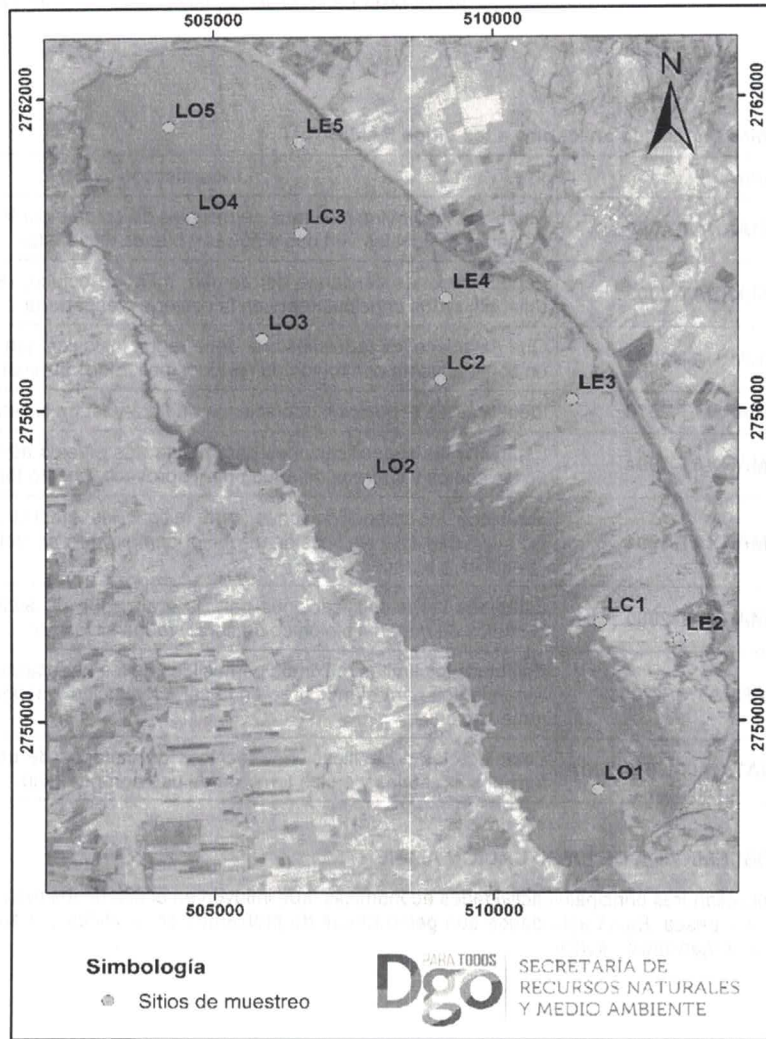 505000 510000
N
2762000 2762000
LO5
LE5
LO4
LC3
LE4
LO3
LC2
LE3
2756000 2756000
LO2
LC1
LE2
2750000 2750000
LO1
505000 510000
Simbología
Sitios de muestreo
PARA TODOS
Dgo
SECRETARÍA DE
RECURSOS NATURALES
Y MEDIO AMBIENTE